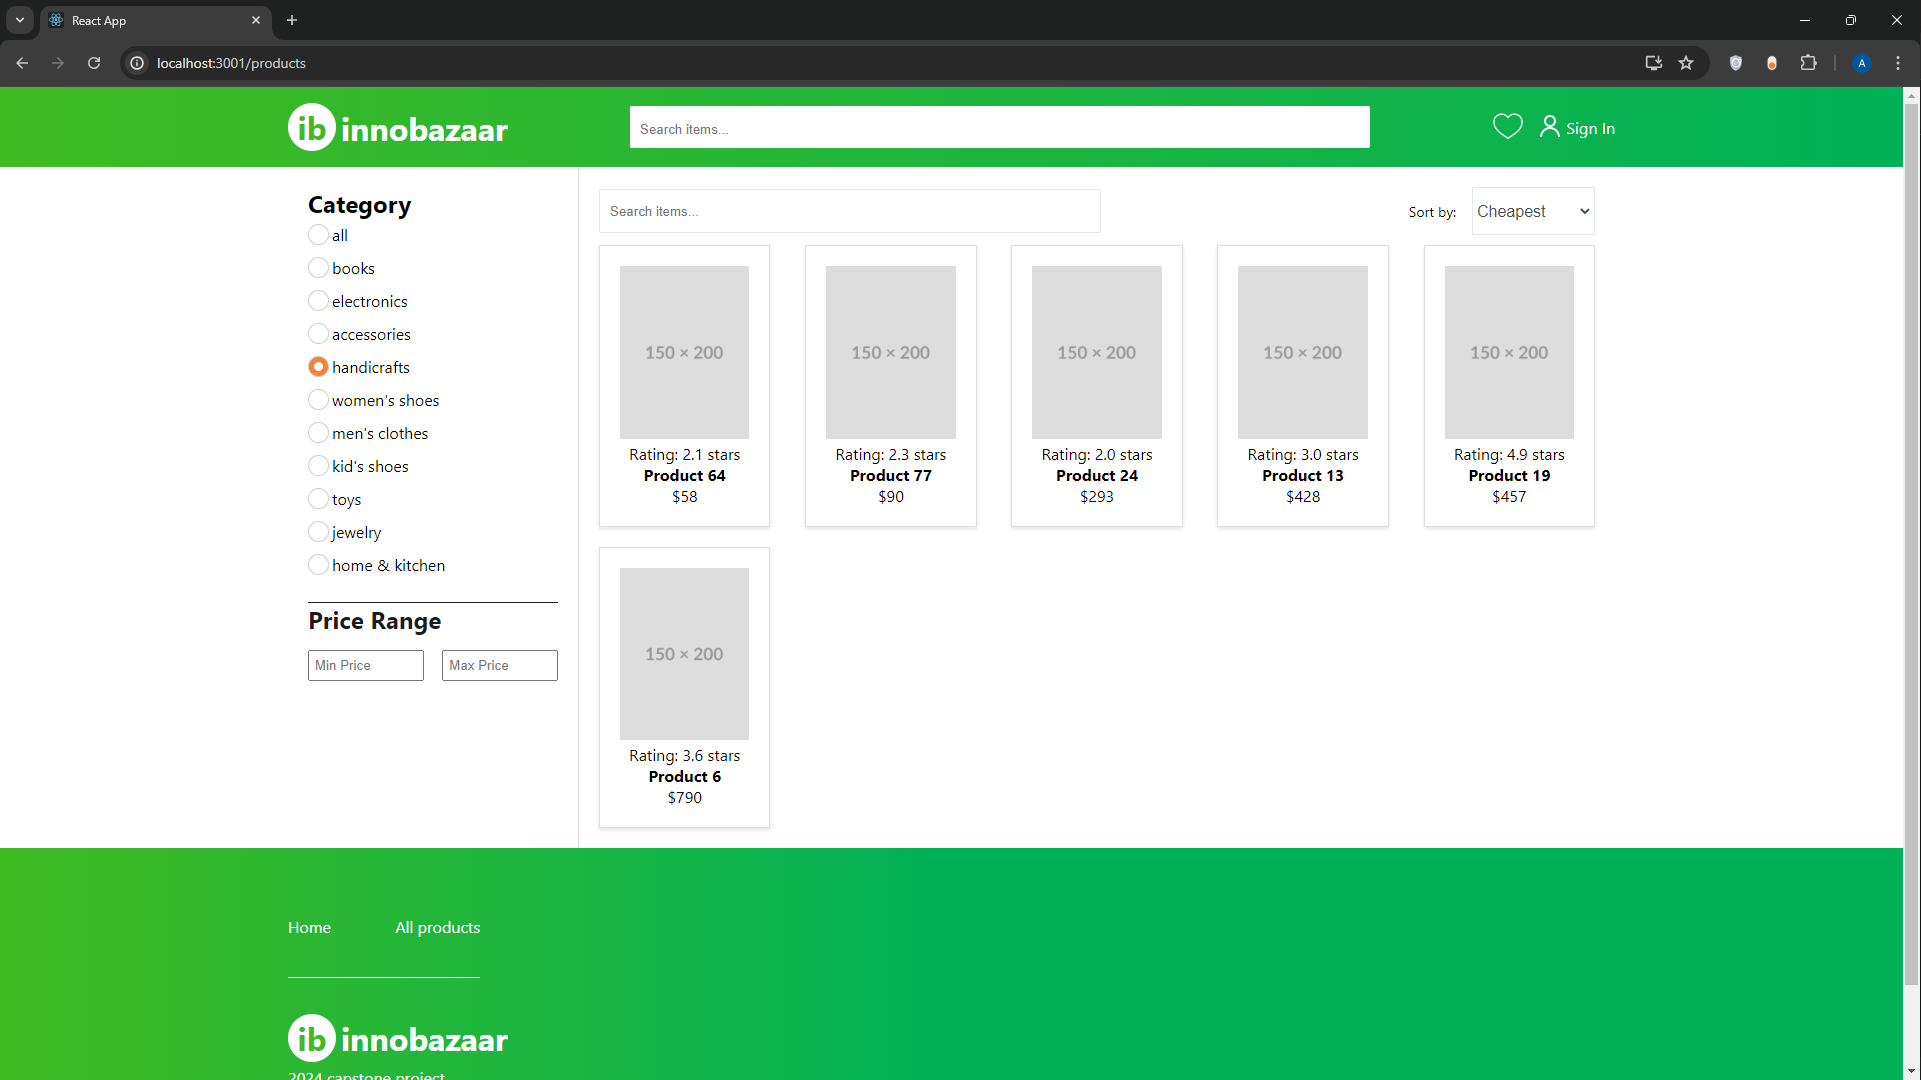 React App
localhost:3001/products
A
ib innobazaar
Search items...
Sign In
Category
all
books
electronics
accessories
handicrafts
women's shoes
men's clothes
kid's shoes
toys
jewelry
home & kitchen
Price Range
Min Price
Max Price
Search items...
Sort by:
Cheapest
150 × 200
Rating: 2.1 stars
Product 64
$58
150 × 200
Rating: 2.3 stars
Product 77
$90
150 × 200
Rating: 2.0 stars
Product 24
$293
150 × 200
Rating: 3.0 stars
Product 13
$428
150 × 200
Rating: 4.9 stars
Product 19
$457
150 × 200
Rating: 3.6 stars
Product 6
$790
Home
All products
ib innobazaar
2024 capstone project